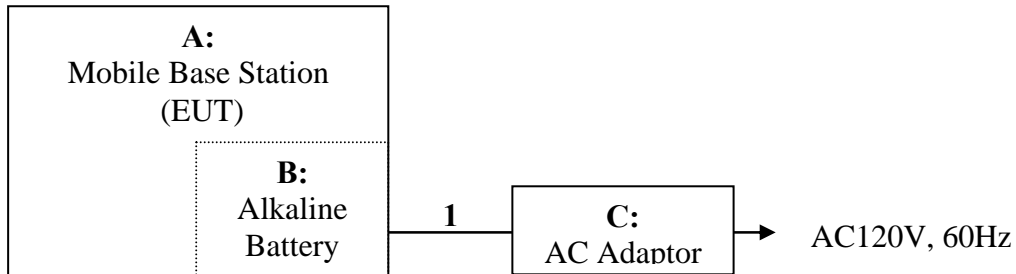 A:
Mobile Base Station
(EUT)
B:
Alkaline
Battery
1
C:
AC Adaptor
AC120V, 60Hz